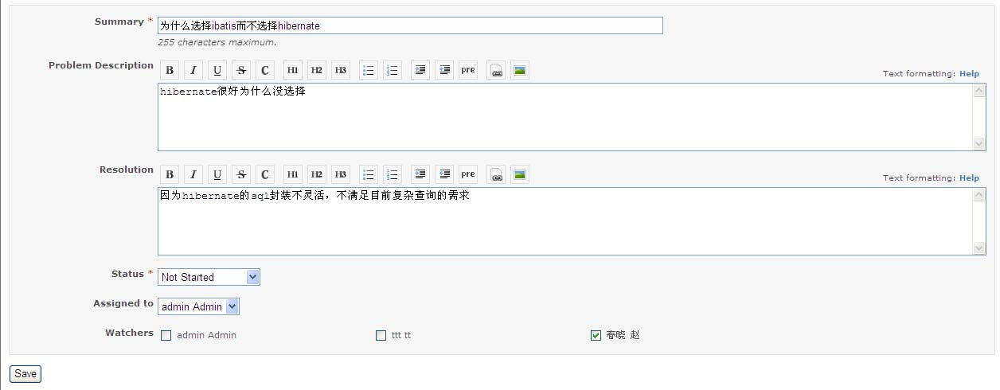 Summary * 为什么选择ibatis而不选择hibernate
255 characters maximum.
Problem Description B I U S C H1 H2 H3 pre Text formatting: Help
hibernate很好为什么没选择
Resolution B I U S C H1 H2 H3 pre Text formatting: Help
因为hibernate的sql封装不灵活，不满足目前复杂查询的需求
Status * Not Started
Assigned to admin Admin
Watchers admin Admin ttt tt 春晓 赵
Save